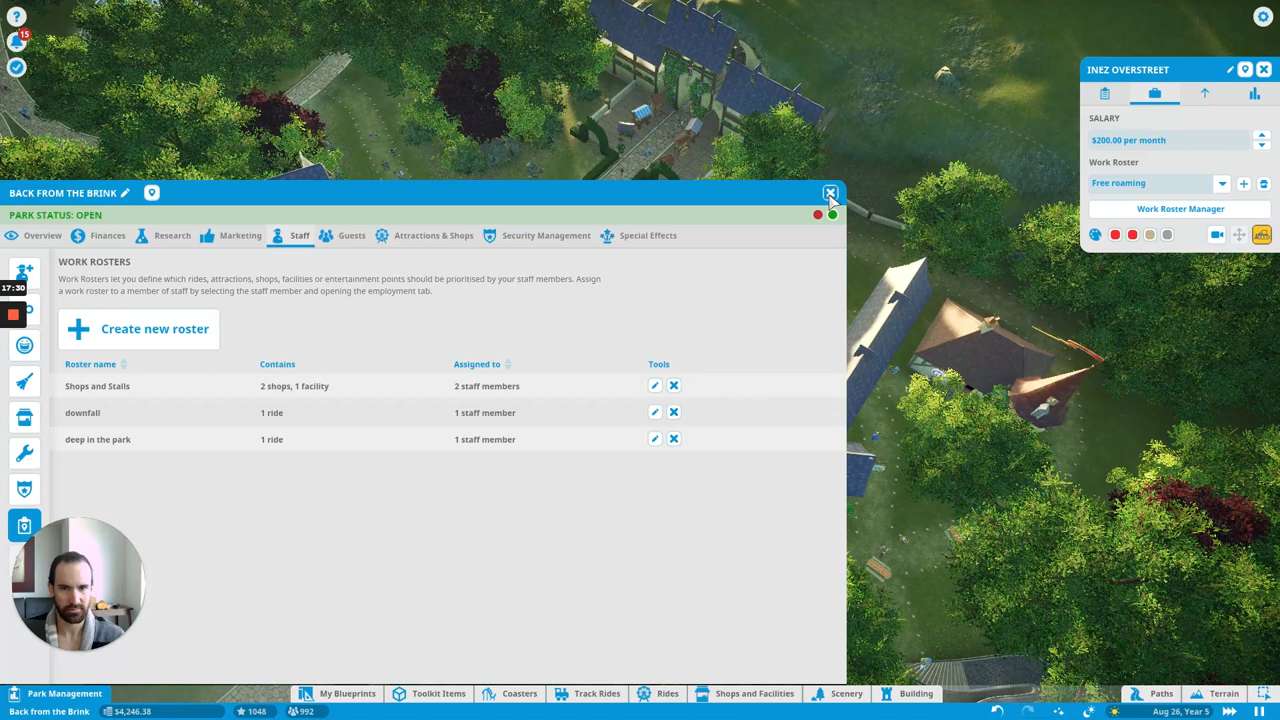 ?
15
INEZ OVERSTREET
SALARY
$200.00 per month
Work Roster
Free roaming
Work Roster Manager
BACK FROM THE BRINK
PARK STATUS: OPEN
Overview
Finances
Research
Marketing
Staff
Guests
Attractions & Shops
Security Management
Special Effects
WORK ROSTERS
Work Rosters let you define which rides, attractions, shops, facilities or entertainment points should be prioritised by your staff members. Assign
a work roster to a member of staff by selecting the staff member and opening the employment tab.
17:30
Create new roster
Roster name Contains Assigned to Tools
Shops and Stalls 2 shops, 1 facility 2 staff members
downfall 1 ride 1 staff member
deep in the park 1 ride 1 staff member
Park Management
My Blueprints
Toolkit Items
Coasters
Track Rides
Rides
Shops and Facilities
Scenery
Building
Paths
Terrain
Back from the Brink
$4,246.38
1048
992
Aug 26, Year 5